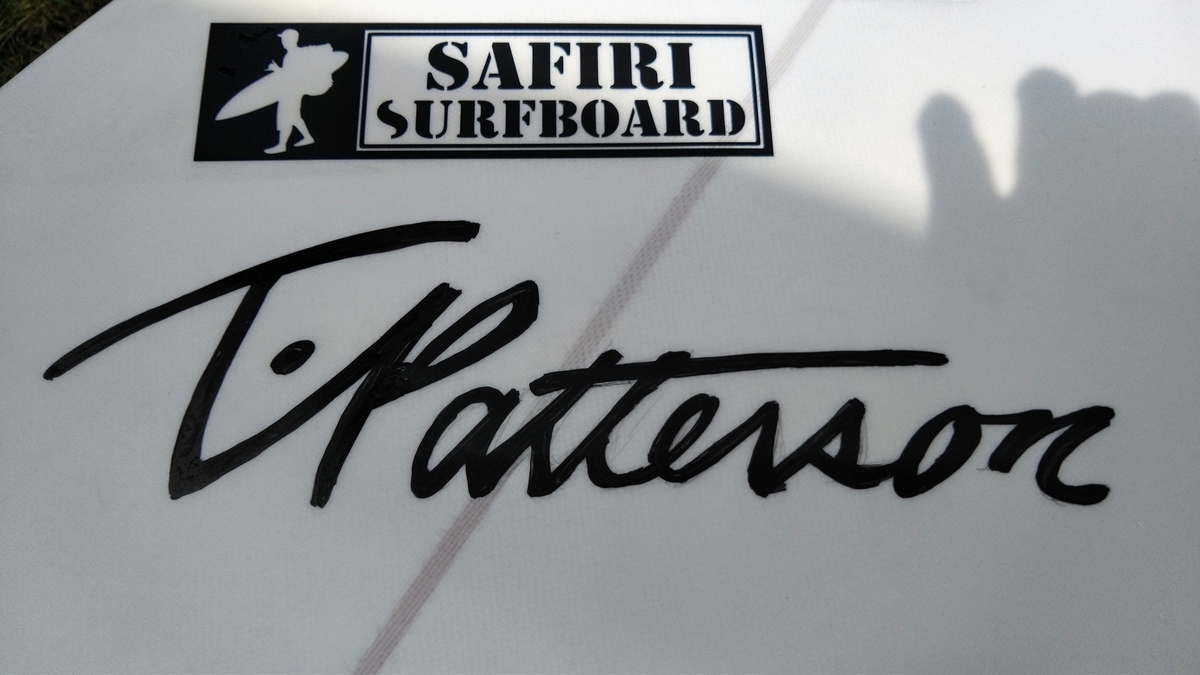 SAFIRI
SURFBOARD
T. Patterson